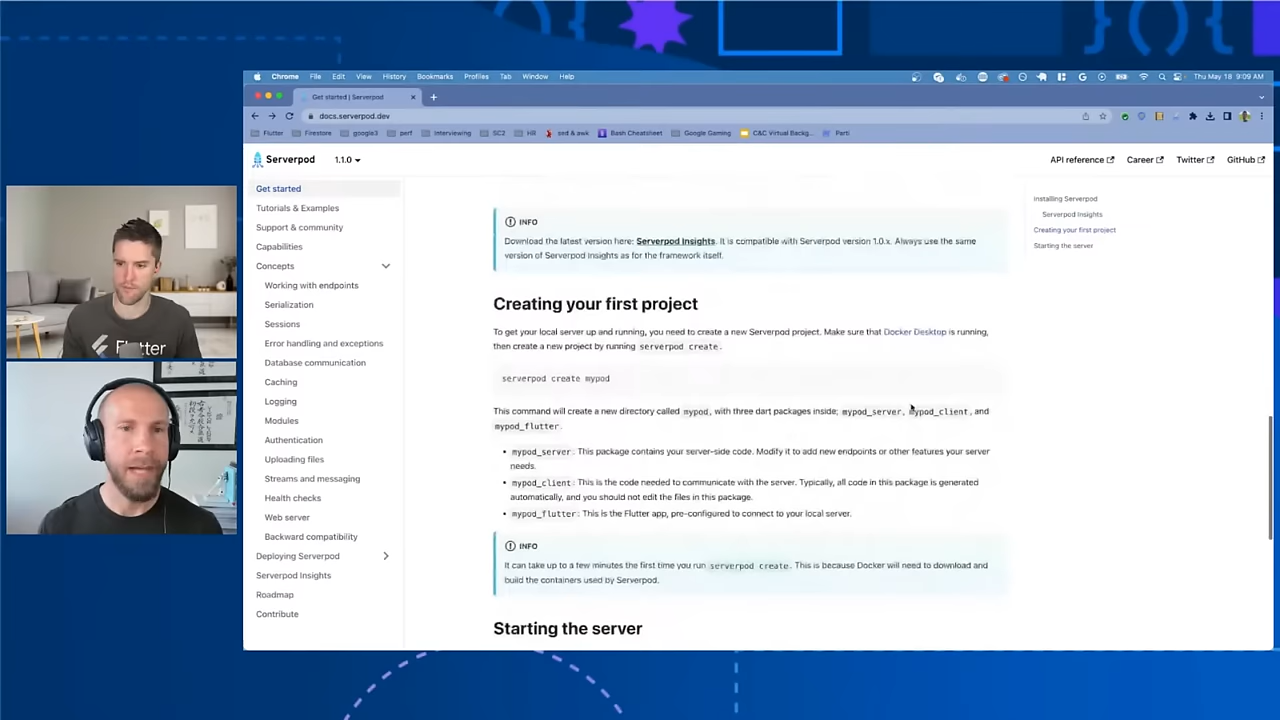 Chrome File Edit View History Bookmarks Profiles Tab Window Help
Thu May 18 9:09 AM
Get started | Serverpod
docs.serverpod.dev
Flutter Firestore google3 perf Interviewing SC2 Hill sed & awk Bash Cheatsheet Google Gaming C&C Virtual Backg... Parti
Serverpod 1.1.0
API reference Career Twitter GitHub
Get started
Tutorials & Examples
Support & community
Capabilities
Concepts
Working with endpoints
Serialization
Sessions
Error handling and exceptions
Database communication
Caching
Logging
Modules
Authentication
Uploading files
Streams and messaging
Health checks
Web server
Backward compatibility
Deploying Serverpod
Serverpod Insights
Roadmap
Contribute
INFO
Download the latest version here: Serverpod Insights. It is compatible with Serverpod version 1.0.x. Always use the same
version of Serverpod Insights as for the framework itself.
Creating your first project
To get your local server up and running, you need to create a new Serverpod project. Make sure that Docker Desktop is running,
then create a new project by running serverpod create.
serverpod create mypod
This command will create a new directory called mypod, with three dart packages inside; mypod_server, mypod_client, and
mypod_flutter.
mypod_server: This package contains your server-side code. Modify it to add new endpoints or other features your server
needs.
mypod_client: This is the code needed to communicate with the server. Typically, all code in this package is generated
automatically, and you should not edit the files in this package.
mypod_flutter: This is the Flutter app, pre-configured to connect to your local server.
INFO
It can take up to a few minutes the first time you run serverpod create. This is because Docker will need to download and
build the containers used by Serverpod.
Starting the server
Installing Serverpod
Serverpod Insights
Creating your first project
Starting the server
Flutter